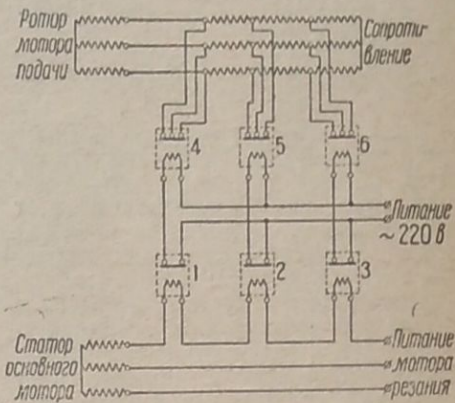 Ротор
мотора
подачи
Сопроти-
вление
4
5
6
Питание
~ 220 в
1
2
3
Статор
основного
мотора
Питание
мотора
резания